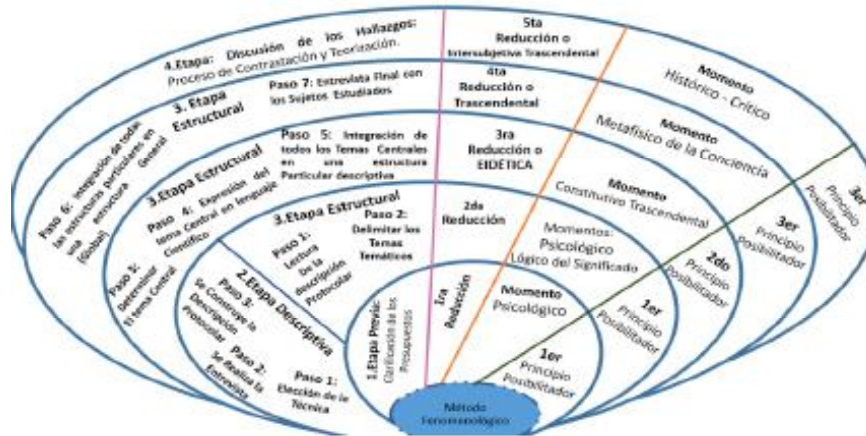 4.Etapa: Discusión de los Hallazgos:
Proceso de Contrastación y Teorización.
5ta
Reducción o
Intersubjetiva Trascendental
Momento
Histórico - Crítico
3er
Principio
Posibilitador
3. Etapa
Estructural
Paso 7: Entrevista Final con
los Sujetos Estudiados
Paso 6: Integración de todas
las estructuras particulares en
una estructura General
(Global)
4ta
Reducción o
Trascendental
Momento
Metafísico de la Conciencia
3er
Principio
Posibilitador
3.Etapa Estructural
Paso 5: Integración de
todos los Temas Centrales
en una estructura
Particular descriptiva
Paso 4: Expresión del
tema Central en lenguaje
Científico
Paso 3:
Determinar
El tema Central
3ra
Reducción o
EIDÉTICA
Momento
Constitutivo Trascendental
2do
Principio
Posibilitador
3.Etapa Estructural
Paso 1:
Lectura
De la
descripción
Protocolar
Paso 2:
Delimitar los
Temas
Temáticos
2.Etapa Descriptiva
Paso 3:
Se Construye la
Descripción
Protocolar
Paso 2:
Se Realiza la
Entrevista
Paso 1:
Elección de la
Técnica
2da
Reducción
Momentos:
Psicológico
Lógico del Significado
1er
Principio
Posibilitador
1.Etapa Previa:
Clarificación de los
Presupuestos
1ra
Reducción
Momento
Psicológico
1er
Principio
Posibilitador
Método
Fenomenológico